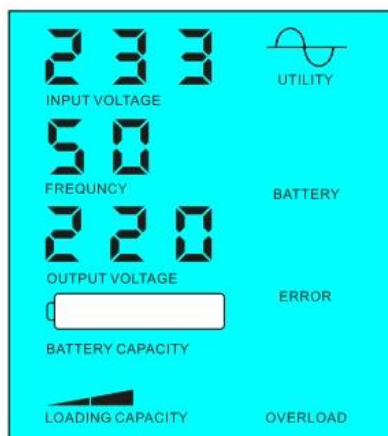 233
INPUT VOLTAGE
UTILITY
50
FREQUNCY
BATTERY
220
OUTPUT VOLTAGE
ERROR
BATTERY CAPACITY
LOADING CAPACITY
OVERLOAD